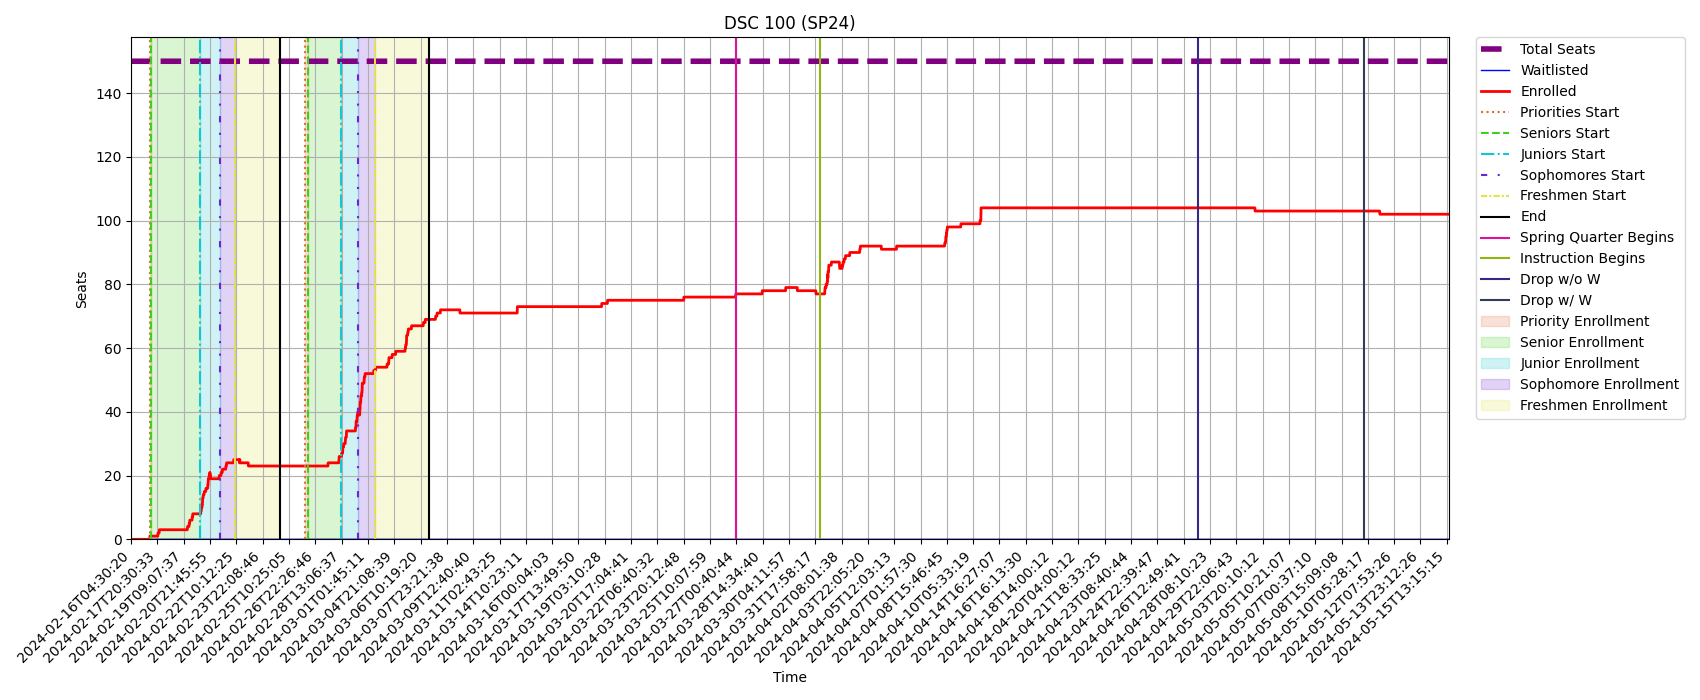 DSC 100 (SP24)
Seats
140
120
100
80
60
40
20
0
2024-02-16T04:30:20
2024-02-17T20:30:33
2024-02-19T09:07:37
2024-02-20T21:45:55
2024-02-22T10:12:25
2024-02-23T22:08:46
2024-02-25T10:25:05
2024-02-26T22:26:46
2024-02-28T13:06:37
2024-03-01T01:45:11
2024-03-04T21:08:39
2024-03-06T10:19:20
2024-03-07T23:21:38
2024-03-09T12:40:40
2024-03-11T02:43:25
2024-03-14T10:23:11
2024-03-16T00:04:03
2024-03-17T13:49:50
2024-03-19T03:10:28
2024-03-20T17:04:41
2024-03-22T06:40:32
2024-03-23T20:12:48
2024-03-25T10:07:59
2024-03-27T00:40:44
2024-03-28T14:34:40
2024-03-30T04:11:57
2024-03-31T17:58:17
2024-04-02T08:01:38
2024-04-03T22:05:20
2024-04-05T12:03:13
2024-04-07T01:57:30
2024-04-08T15:46:45
2024-04-10T05:33:19
2024-04-14T16:27:07
2024-04-16T16:13:30
2024-04-18T14:00:12
2024-04-20T04:00:12
2024-04-21T18:33:25
2024-04-23T08:40:44
2024-04-24T22:39:47
2024-04-26T12:49:41
2024-04-28T08:10:23
2024-04-29T22:06:43
2024-05-03T20:10:12
2024-05-05T10:21:07
2024-05-07T00:37:10
2024-05-08T15:09:08
2024-05-10T05:28:17
2024-05-12T07:53:26
2024-05-13T23:12:26
2024-05-15T13:15:15
Time
Total Seats
Waitlisted
Enrolled
Priorities Start
Seniors Start
Juniors Start
Sophomores Start
Freshmen Start
End
Spring Quarter Begins
Instruction Begins
Drop w/o W
Drop w/ W
Priority Enrollment
Senior Enrollment
Junior Enrollment
Sophomore Enrollment
Freshmen Enrollment